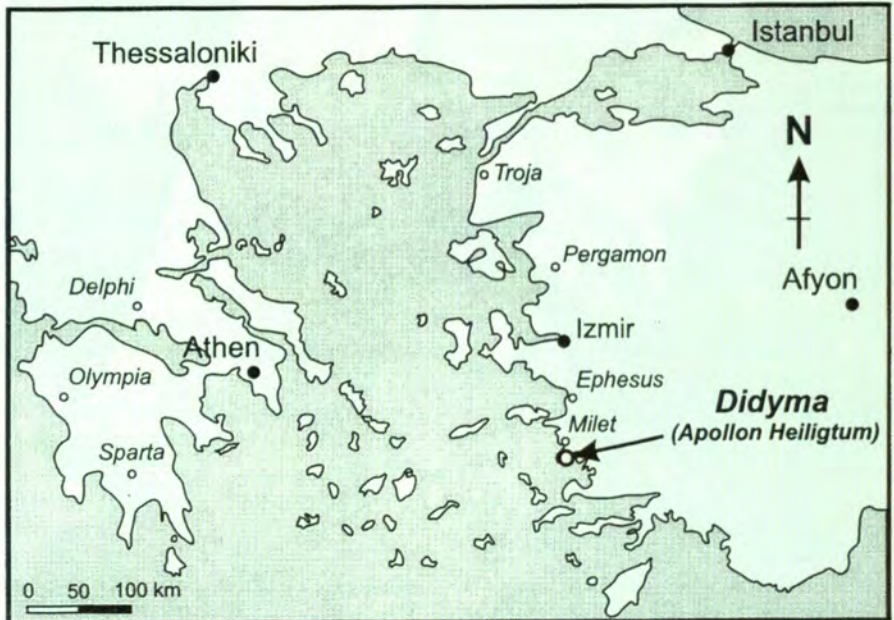 Istanbul
Thessaloniki
N
Troja
Pergamon
Afyon
Delphi
Izmir
Athen
Olympia
Ephesus
Didyma
(Apollon Heiligtum)
Milet
Sparta
0 50 100 km